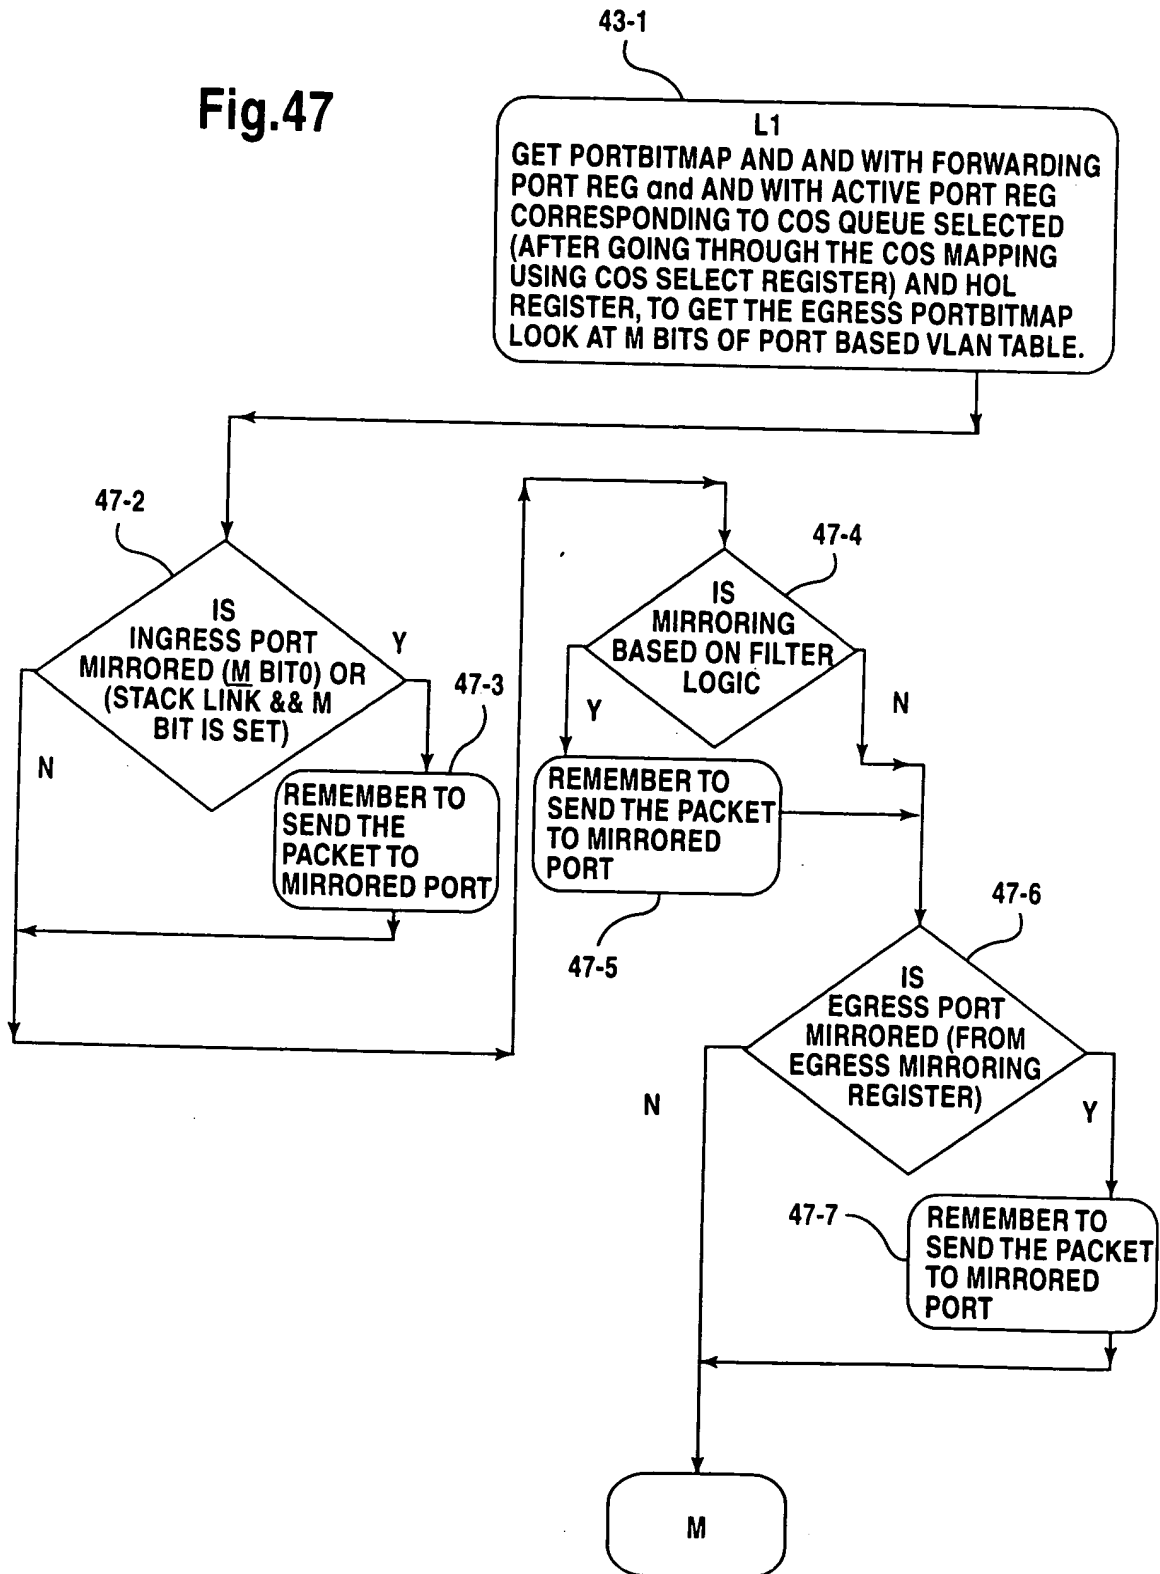 43-1
Fig.47
L1
GET PORTBITMAP AND AND WITH FORWARDING
PORT REG and AND WITH ACTIVE PORT REG
CORRESPONDING TO COS QUEUE SELECTED
(AFTER GOING THROUGH THE COS MAPPING
USING COS SELECT REGISTER) AND HOL
REGISTER, TO GET THE EGRESS PORTBITMAP
LOOK AT M BITS OF PORT BASED VLAN TABLE.
47-2
IS
INGRESS PORT
MIRRORED (M BIT0) OR
(STACK LINK && M
BIT IS SET)
Y
N
47-3
REMEMBER TO
SEND THE
PACKET TO
MIRRORED PORT
47-4
IS
MIRRORING
BASED ON FILTER
LOGIC
Y
N
REMEMBER TO
SEND THE PACKET
TO MIRRORED
PORT
47-5
47-6
IS
EGRESS PORT
MIRRORED (FROM
EGRESS MIRRORING
REGISTER)
N
Y
47-7
REMEMBER TO
SEND THE PACKET
TO MIRRORED
PORT
M